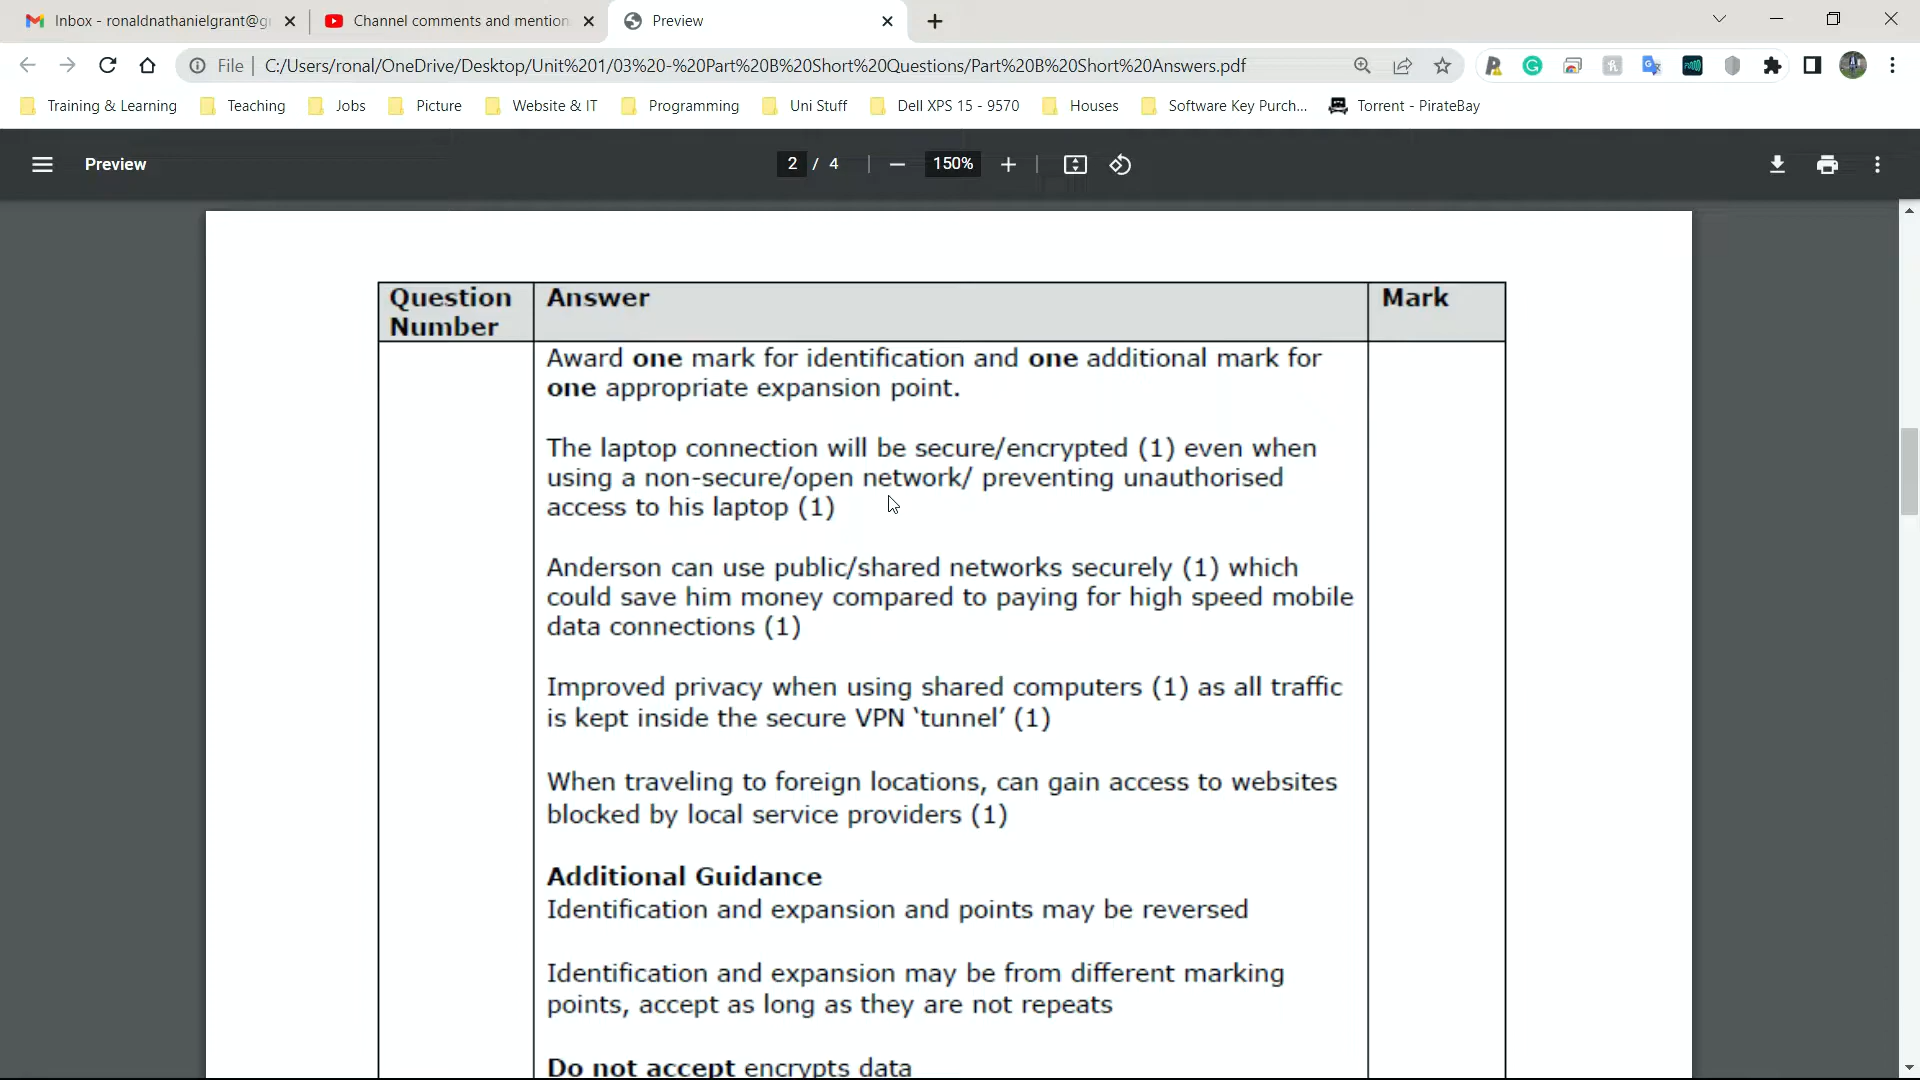 Inbox - ronaldnathanielgrant@g
Channel comments and mention
Preview
File
C:/Users/ronal/OneDrive/Desktop/Unit%201/03%20-%20Part%20B%20Short%20Questions/Part%20B%20Short%20Answers.pdf
Training & Learning
Teaching
Jobs
Picture
Website & IT
Programming
Uni Stuff
Dell XPS 15 - 9570
Houses
Software Key Purch...
Torrent - PirateBay
Preview
2 / 4
150%
Question Number
Answer
Mark
Award one mark for identification and one additional mark for
one appropriate expansion point.
The laptop connection will be secure/encrypted (1) even when
using a non-secure/open network/ preventing unauthorised
access to his laptop (1)
Anderson can use public/shared networks securely (1) which
could save him money compared to paying for high speed mobile
data connections (1)
Improved privacy when using shared computers (1) as all traffic
is kept inside the secure VPN ‘tunnel’ (1)
When traveling to foreign locations, can gain access to websites
blocked by local service providers (1)
Additional Guidance
Identification and expansion and points may be reversed
Identification and expansion may be from different marking
points, accept as long as they are not repeats
Do not accept encrypts data